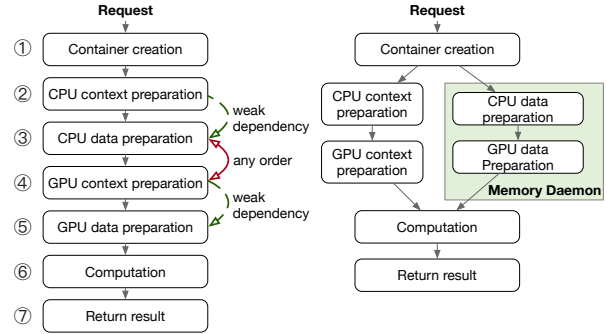 Request
① Container creation
② CPU context preparation
weak
dependency
③ CPU data preparation
any order
④ GPU context preparation
weak
dependency
⑤ GPU data preparation
⑥ Computation
⑦ Return result
Request
Container creation
CPU context
preparation
CPU data
preparation
GPU context
preparation
GPU data
Preparation
Memory Daemon
Computation
Return result